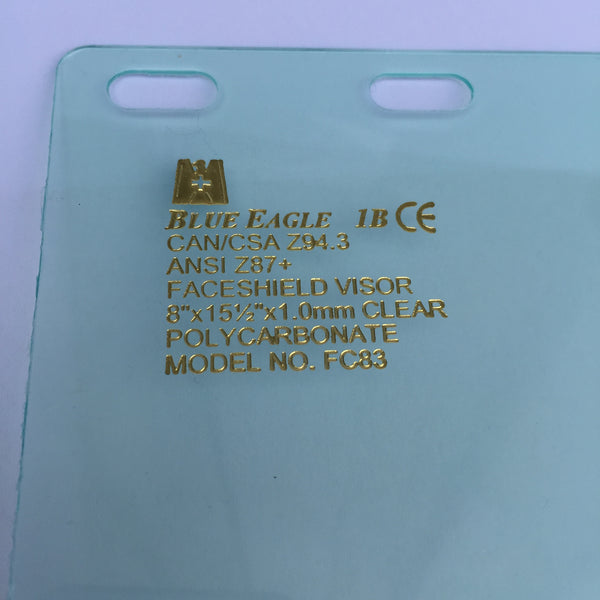 BLUE EAGLE 1B CE
CAN/CSA Z94.3
ANSI Z87+
FACESHIELD VISOR
8"x15½"x1.0mm CLEAR
POLYCARBONATE
MODEL NO. FC83